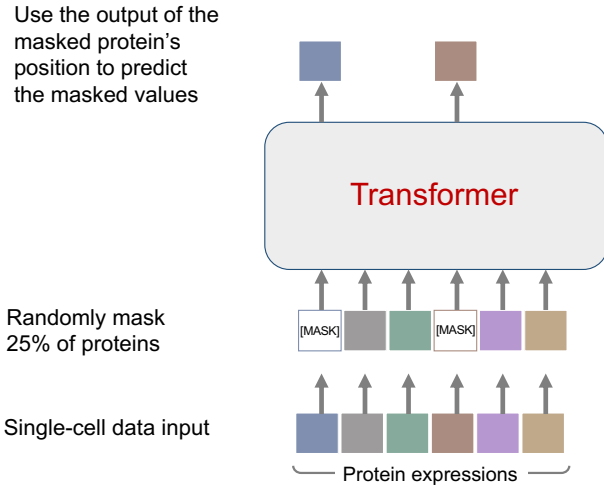 Use the output of the
masked protein's
position to predict
the masked values
Transformer
Randomly mask
25% of proteins
[MASK]
[MASK]
Single-cell data input
Protein expressions